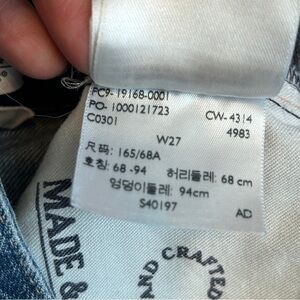 PC9- 19168-0001
PO- 1000121723 CW- 4314
C0301 4983
W27
尺码: 165/68A
호칭: 68 -94 허리둘레: 68 cm
엉덩이둘레: 94cm
S40197 AD
MADE &
AND CRAFTED